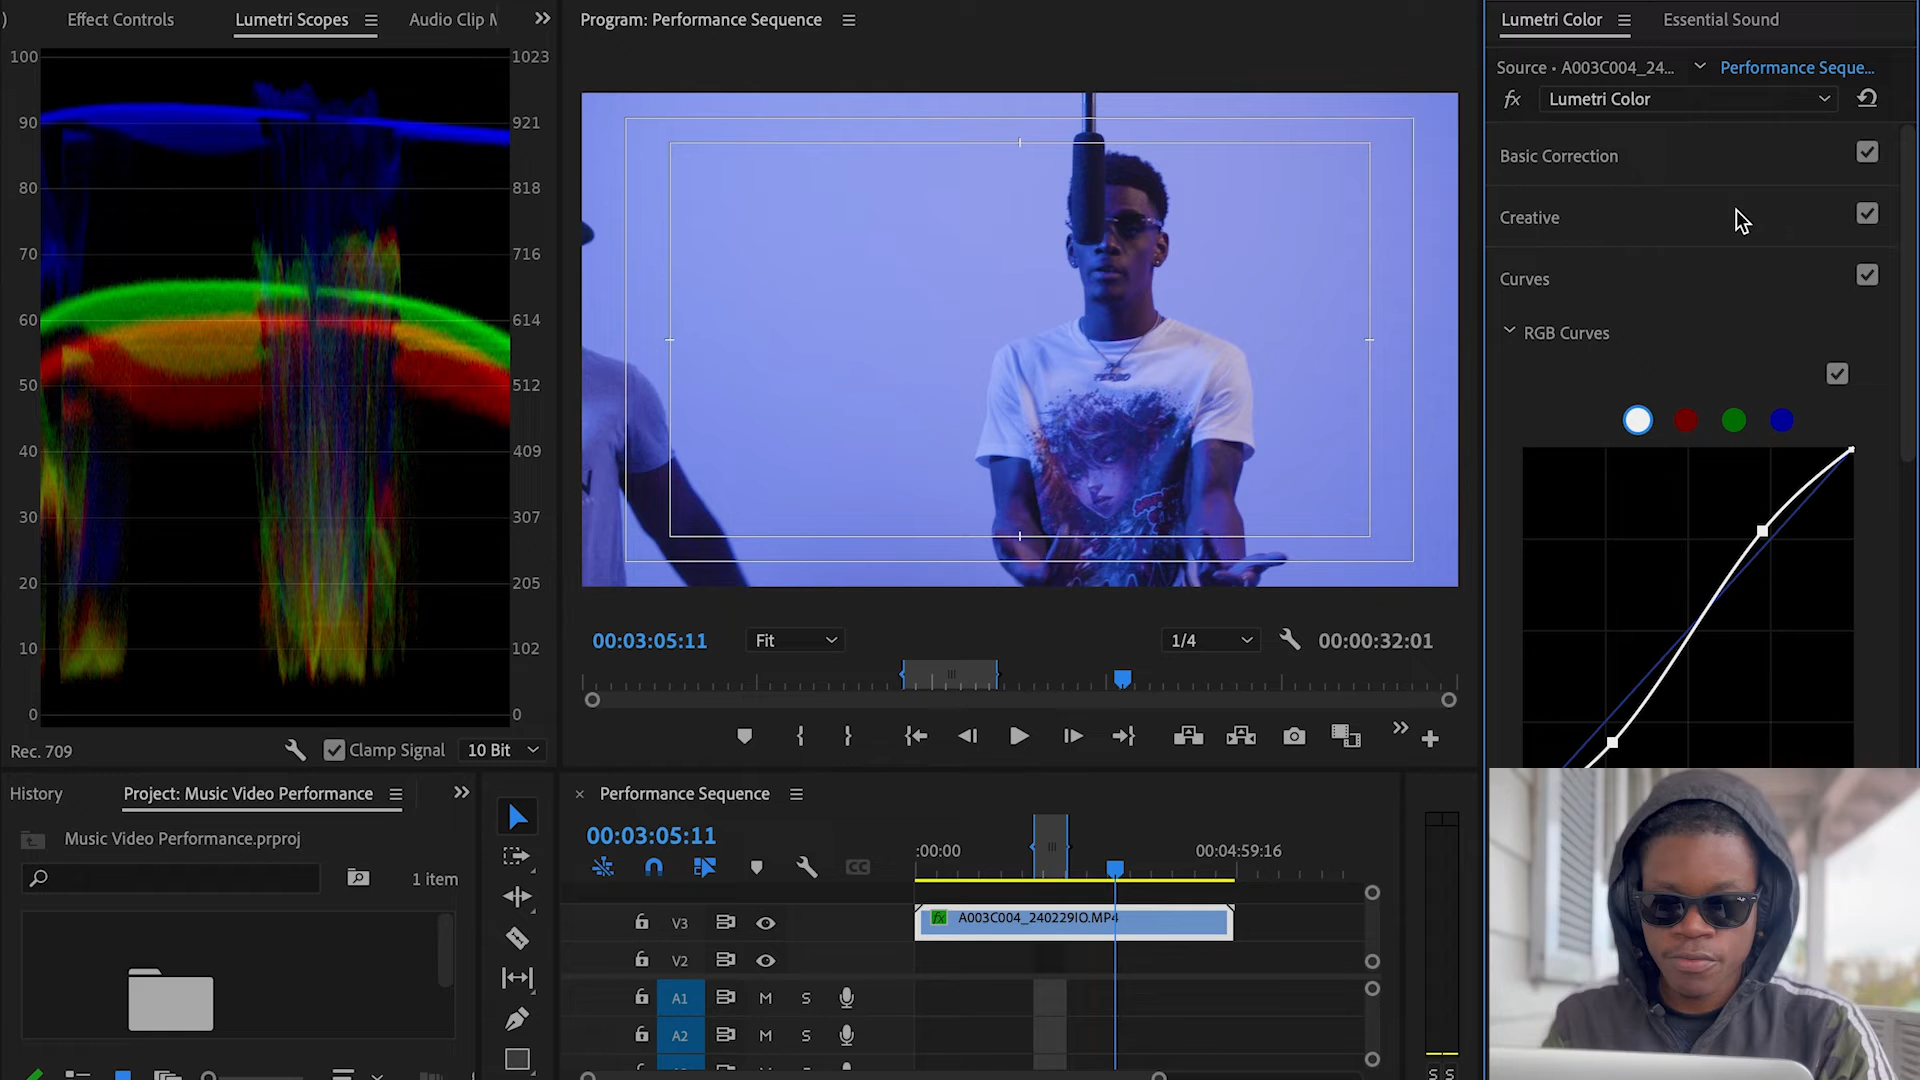 Effect Controls
Lumetri Scopes
Audio Clip M
Program: Performance Sequence
Lumetri Color
Essential Sound
Source • A003C004_24...
Performance Seque...
fx
Lumetri Color
Basic Correction
Creative
Curves
RGB Curves
100
90
80
70
60
50
40
30
20
10
0
1023
921
818
716
614
512
409
307
205
102
0
Rec. 709
Clamp Signal
10 Bit
00:03:05:11
Fit
1/4
00:00:32:01
History
Project: Music Video Performance
Music Video Performance.prproj
1 item
Performance Sequence
00:03:05:11
:00:00
00:04:59:16
CC
V3
fx
A003C004_240229IO.MP4
V2
A1
M
S
A2
M
S
S S